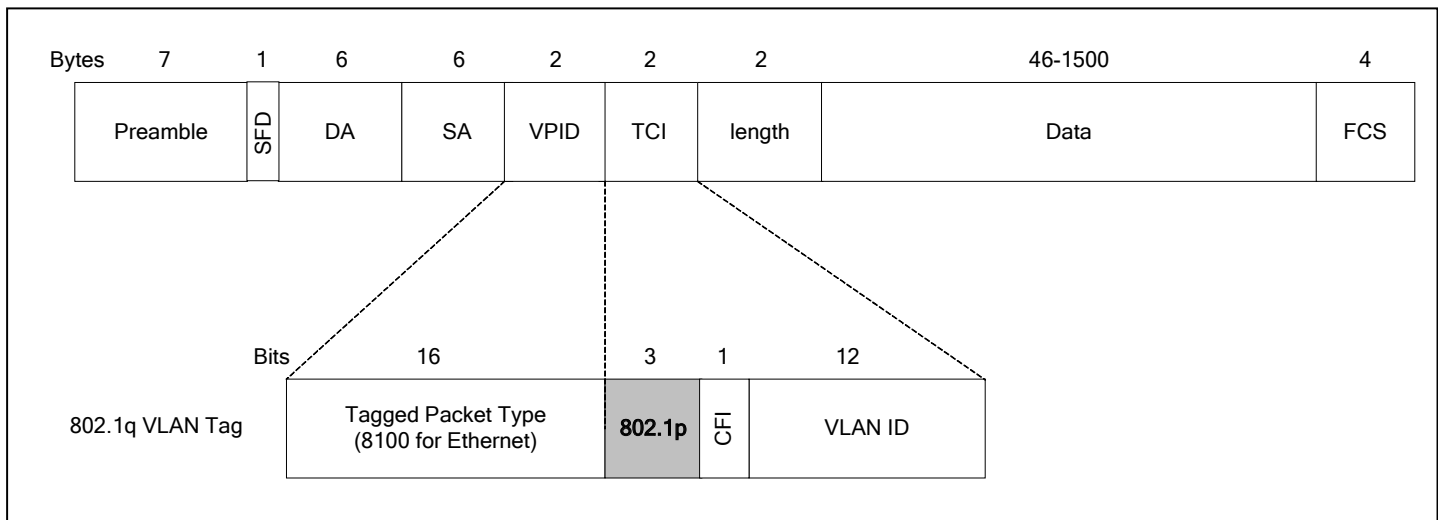 Bytes 7 1 6 6 2 2 2 46-1500 4
Preamble SFD DA SA VPID TCI length Data FCS
Bits 16 3 1 12
802.1q VLAN Tag
Tagged Packet Type
(8100 for Ethernet)
802.1p CFI VLAN ID